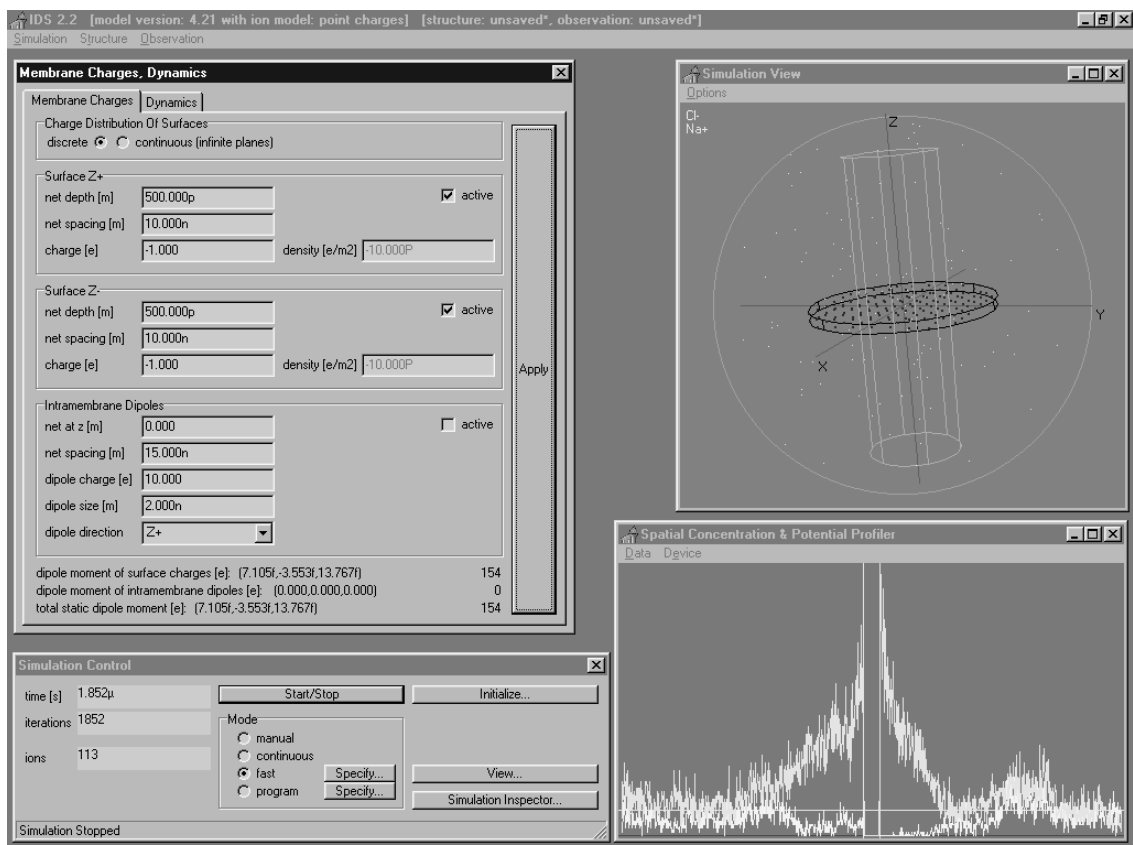 IDS 2.2 [model version: 4.21 with ion model: point charges] [structure: unsaved*, observation: unsaved*]
Simulation Structure Observation
Membrane Charges, Dynamics
Membrane Charges Dynamics
Charge Distribution Of Surfaces
discrete continuous (infinite planes)
Surface Z+
net depth [m] 500.000p active
net spacing [m] 10.000n
charge [e] -1.000 density [e/m2] -10.000P
Surface Z-
net depth [m] 500.000p active
net spacing [m] 10.000n
charge [e] -1.000 density [e/m2] -10.000P
Apply
Intramembrane Dipoles
net at z [m] 0.000 active
net spacing [m] 15.000n
dipole charge [e] 10.000
dipole size [m] 2.000n
dipole direction Z+
dipole moment of surface charges [e]: (7.105f,-3.553f,13.767f) 154
dipole moment of intramembrane dipoles [e]: (0.000,0.000,0.000) 0
total static dipole moment [e]: (7.105f,-3.553f,13.767f) 154
Simulation View
Options
Cl-
Na+
Z
Y
X
Spatial Concentration & Potential Profiler
Data Device
Simulation Control
time [s] 1.852µ Start/Stop Initialize...
iterations 1852 Mode
manual
ions 113
continuous
fast Specify... View...
program Specify... Simulation Inspector...
Simulation Stopped